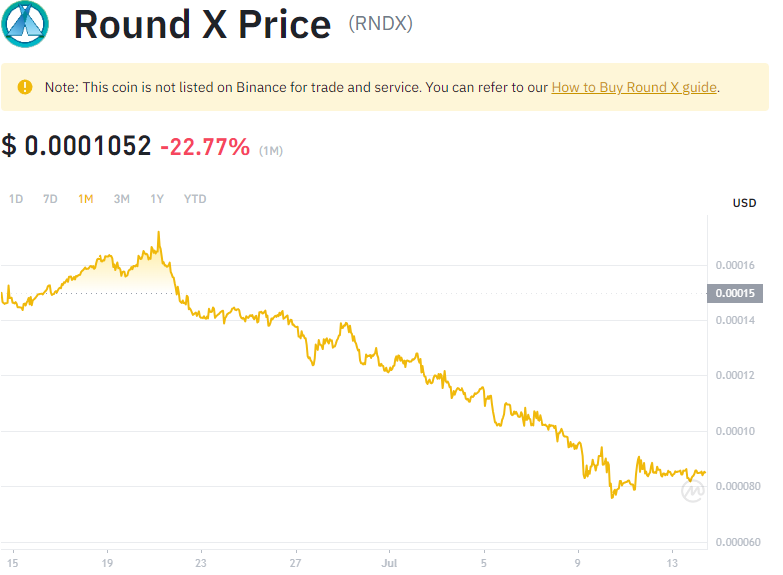 Round X Price (RNDX)
Note: This coin is not listed on Binance for trade and service. You can refer to our How to Buy Round X guide.
$ 0.0001052 -22.77% (1M)
1D 7D 1M 3M 1Y YTD
USD
0.00016
0.00015
0.00014
0.00012
0.00010
0.000080
0.000060
15 19 23 27 Jul 5 9 13